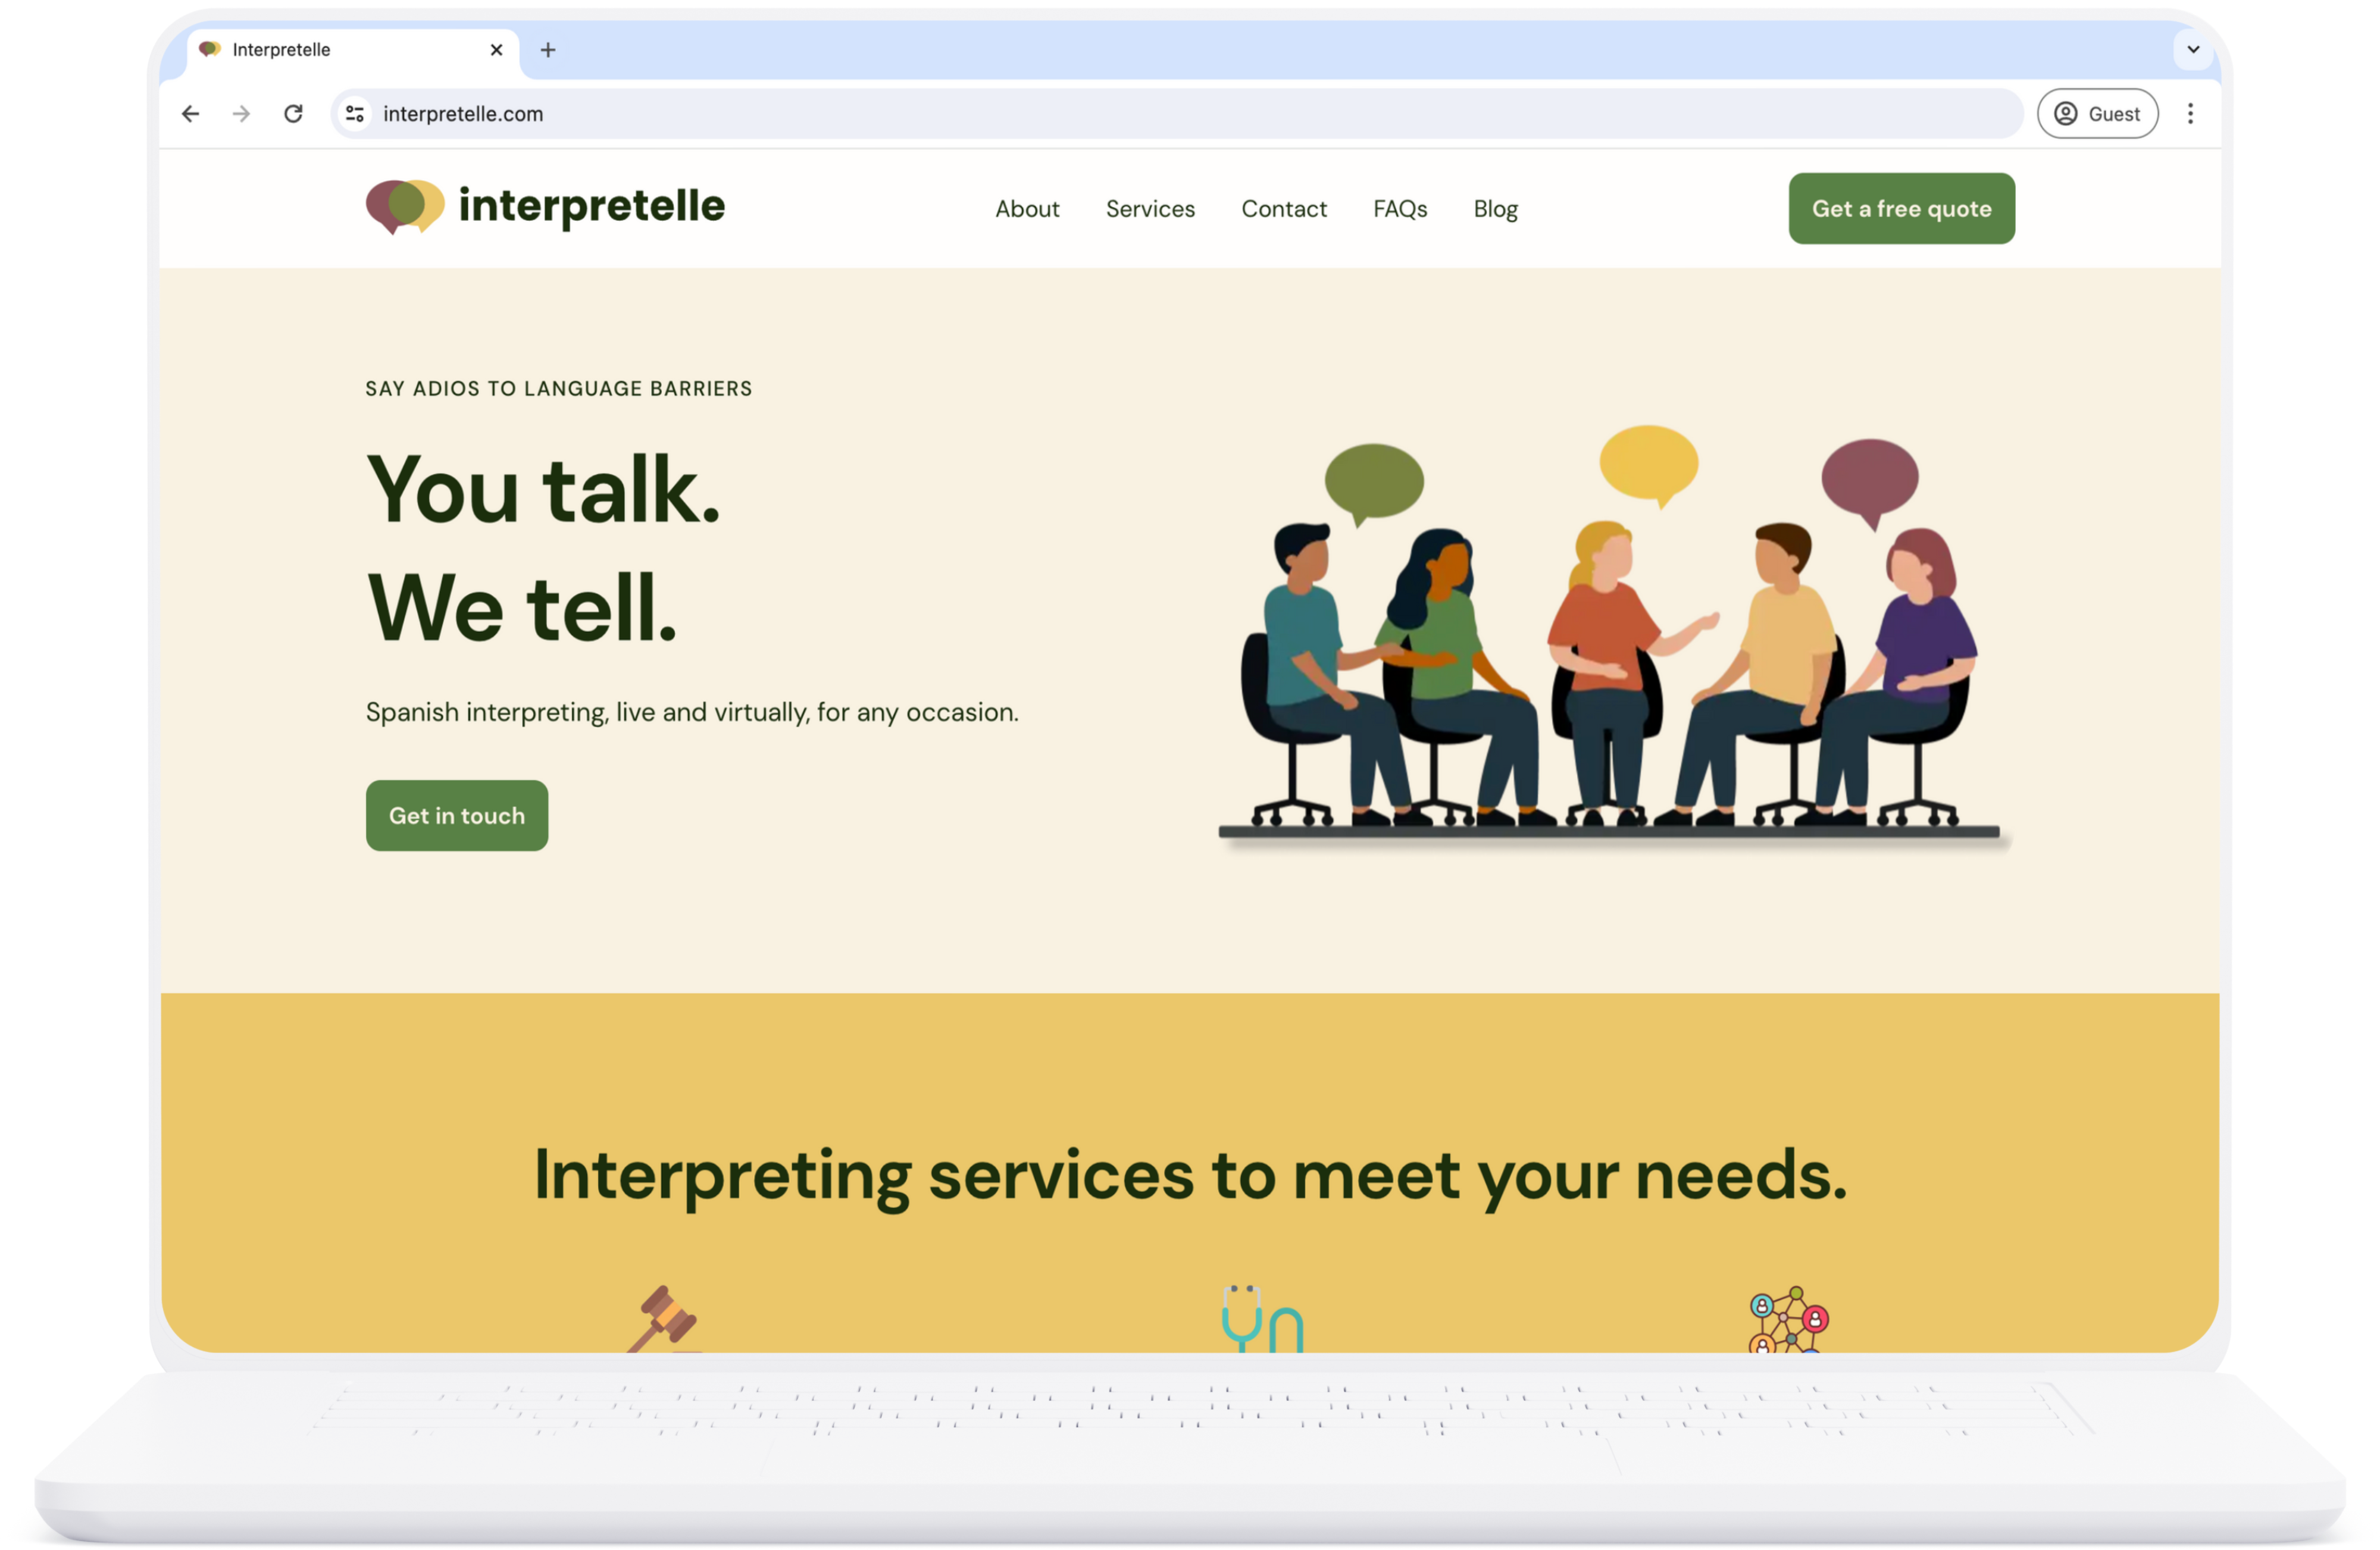 Interpretelle
interpretelle.com
Guest
interpretelle
About
Services
Contact
FAQs
Blog
Get a free quote
SAY ADIOS TO LANGUAGE BARRIERS
You talk.
We tell.
Spanish interpreting, live and virtually, for any occasion.
Get in touch
Interpreting services to meet your needs.